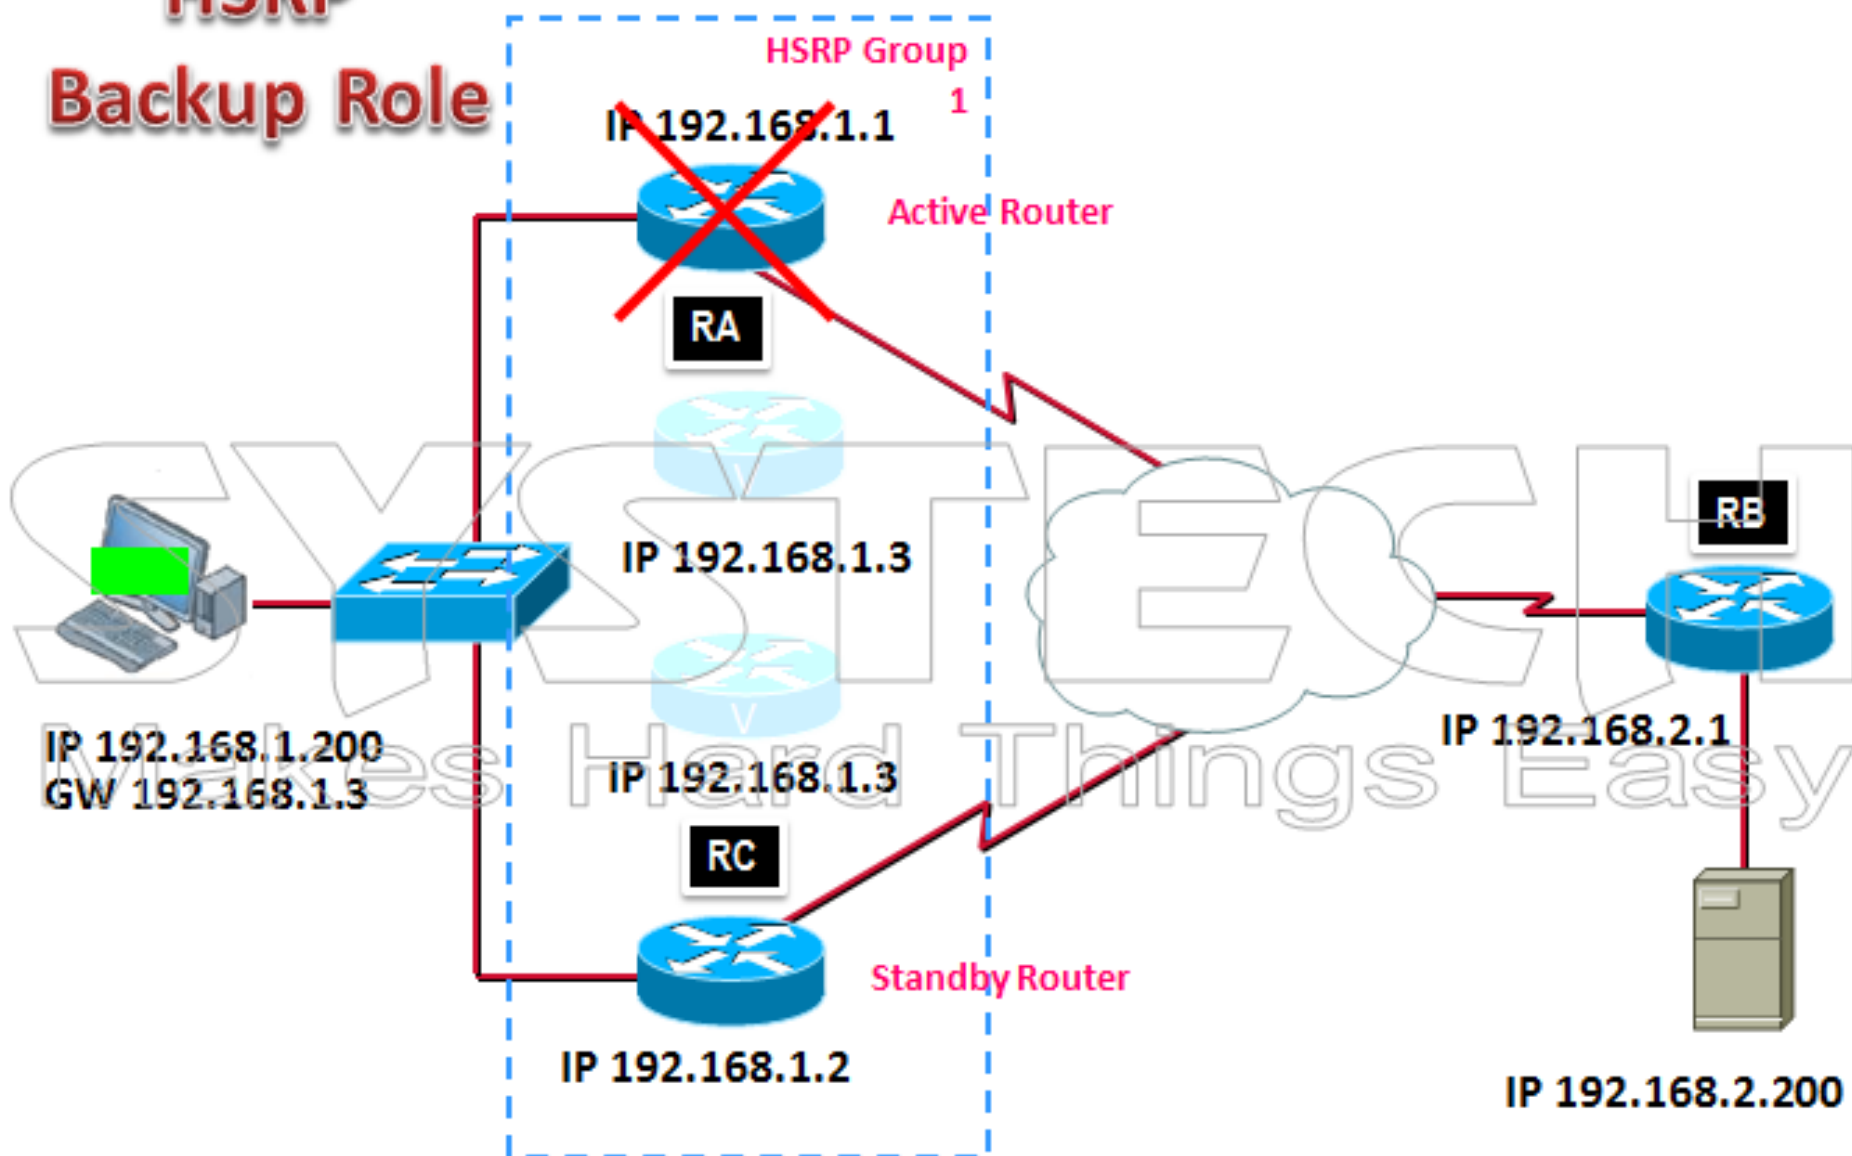 HSRP
Backup Role
HSRP Group
1
IP 192.168.1.1
Active Router
RA
V
IP 192.168.1.3
RB
SYSTECH
V
IP 192.168.1.200
GW 192.168.1.3
IP 192.168.1.3
IP 192.168.2.1
Makes Hard Things Easy
RC
Standby Router
IP 192.168.1.2
IP 192.168.2.200